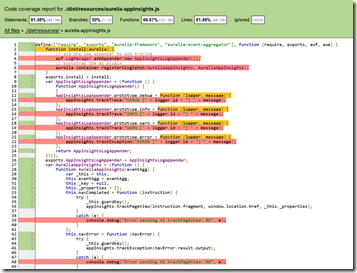 Code coverage report for ./dist/resources/aurelia-appinsights.js
Statements: 81.48% Branches: 50% Functions: 66.67% Lines: 81.48% Ignored: none
All files » ./dist/resources/ » aurelia-appinsights.js
define(["require", "exports", "aurelia-framework", "aurelia-event-aggregator"], function (require, exports, auf, aue) {
function install(aurelia) {
auf.LogManager.addAppender(new AppInsightsLogAppender());
aurelia.container.registerSingleton(AureliaAppInsights, AureliaAppInsights);
}
exports.install = install;
var AppInsightsLogAppender = (function () {
function AppInsightsLogAppender() {
}
AppInsightsLogAppender.prototype.debug = function (logger, message) {
appInsights.trackTrace("DEBUG [" + logger.id + "] " + message);
};
AppInsightsLogAppender.prototype.info = function (logger, message) {
appInsights.trackTrace("INFO [" + logger.id + "] " + message);
};
AppInsightsLogAppender.prototype.warn = function (logger, message) {
appInsights.trackTrace("WARN [" + logger.id + "] " + message);
};
AppInsightsLogAppender.prototype.error = function (logger, message) {
appInsights.trackException("ERROR [" + logger.id + "] " + message);
};
return AppInsightsLogAppender;
})();
exports.AppInsightsLogAppender = AppInsightsLogAppender;
var AureliaAppInsights = (function () {
function AureliaAppInsights(eventAgg) {
var _this = this;
this.eventAgg = eventAgg;
this._key = null;
this._properties = {};
this.navCompleted = function (instruction) {
try {
_this.guardKey();
appInsights.trackPageView(instruction.fragment, window.location.href, _this._properties);
}
catch (e) {
console.debug("Error sending AI trackPageView: %O", e);
}
};
this.navError = function (navError) {
try {
_this.guardKey();
appInsights.trackException(navError.result.output);
}
catch (e) {
console.debug("Error sending AI trackPageView: %O", e);